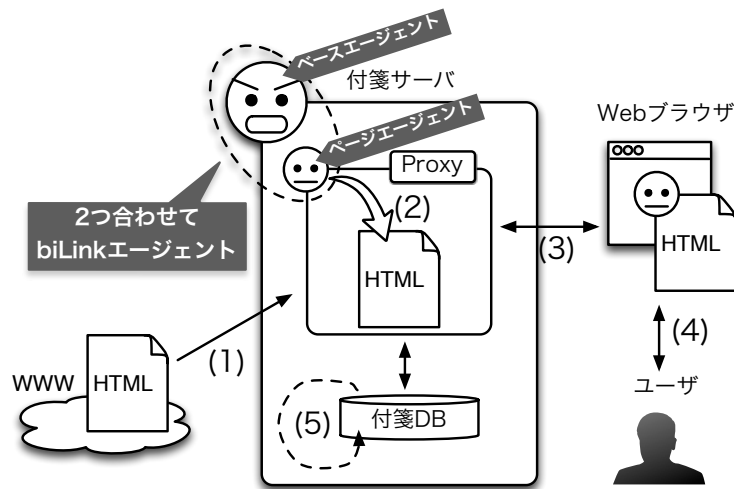 ベースエージェント
付箋サーバ
Webブラウザ
ページエージェント
Proxy
(2)
2つ合わせて
biLinkエージェント
(3)
HTML
HTML
(1)
(4)
WWW
HTML
ユーザ
(5)
付箋DB